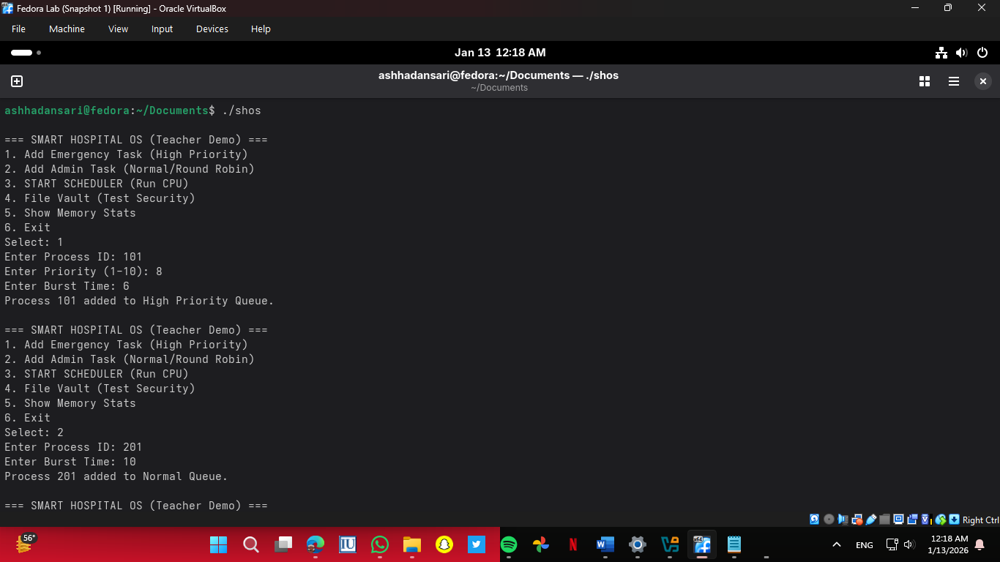 Fedora Lab (Snapshot 1) [Running] - Oracle VirtualBox
File Machine View Input Devices Help
Jan 13 12:18 AM
ashhadansari@fedora:~/Documents — ./shos
~/Documents
ashhadansari@fedora:~/Documents$ ./shos
=== SMART HOSPITAL OS (Teacher Demo) ===
1. Add Emergency Task (High Priority)
2. Add Admin Task (Normal/Round Robin)
3. START SCHEDULER (Run CPU)
4. File Vault (Test Security)
5. Show Memory Stats
6. Exit
Select: 1
Enter Process ID: 101
Enter Priority (1-10): 8
Enter Burst Time: 6
Process 101 added to High Priority Queue.
=== SMART HOSPITAL OS (Teacher Demo) ===
1. Add Emergency Task (High Priority)
2. Add Admin Task (Normal/Round Robin)
3. START SCHEDULER (Run CPU)
4. File Vault (Test Security)
5. Show Memory Stats
6. Exit
Select: 2
Enter Process ID: 201
Enter Burst Time: 10
Process 201 added to Normal Queue.
=== SMART HOSPITAL OS (Teacher Demo) ===
Right Ctrl
56°
IU
N
W
x64
ENG
12:18 AM
1/13/2026